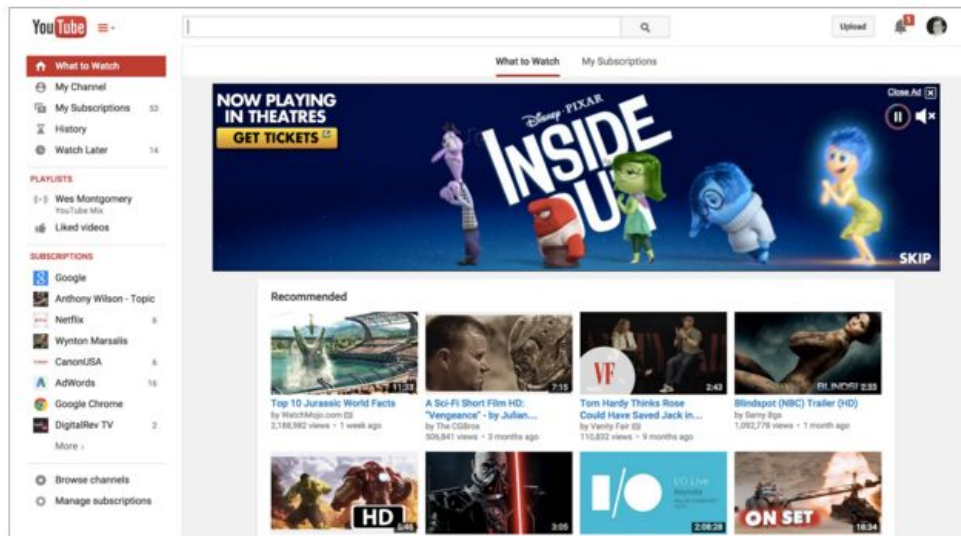 YouTube
Upload
1
What to Watch
My Channel
My Subscriptions 53
History
Watch Later 14
PLAYLISTS
Wes Montgomery
YouTube Mix
Liked videos
SUBSCRIPTIONS
Google
Anthony Wilson - Topic
Netflix 6
Wynton Marsalis
CanonUSA 6
AdWords 16
Google Chrome
DigitalRev TV 2
More ›
Browse channels
Manage subscriptions
What to Watch My Subscriptions
NOW PLAYING
IN THEATRES
GET TICKETS
Disney · PIXAR
INSIDE
OUT
Close Ad X
SKIP
Recommended
11:33
Top 10 Jurassic World Facts
by WatchMojo.com
2,188,982 views • 1 week ago
7:15
A Sci-Fi Short Film HD:
"Vengeance" - by Julian...
by The CGBros
506,841 views • 3 months ago
VF
2:43
Tom Hardy Thinks Rose
Could Have Saved Jack in...
by Vanity Fair
110,832 views • 9 months ago
2:33
Blindspot (NBC) Trailer (HD)
by Samy Bgs
1,092,778 views • 1 month ago
HD
5:46
3:05
I/O
I/O Live
Keynote
2:08:28
ON SET
18:34